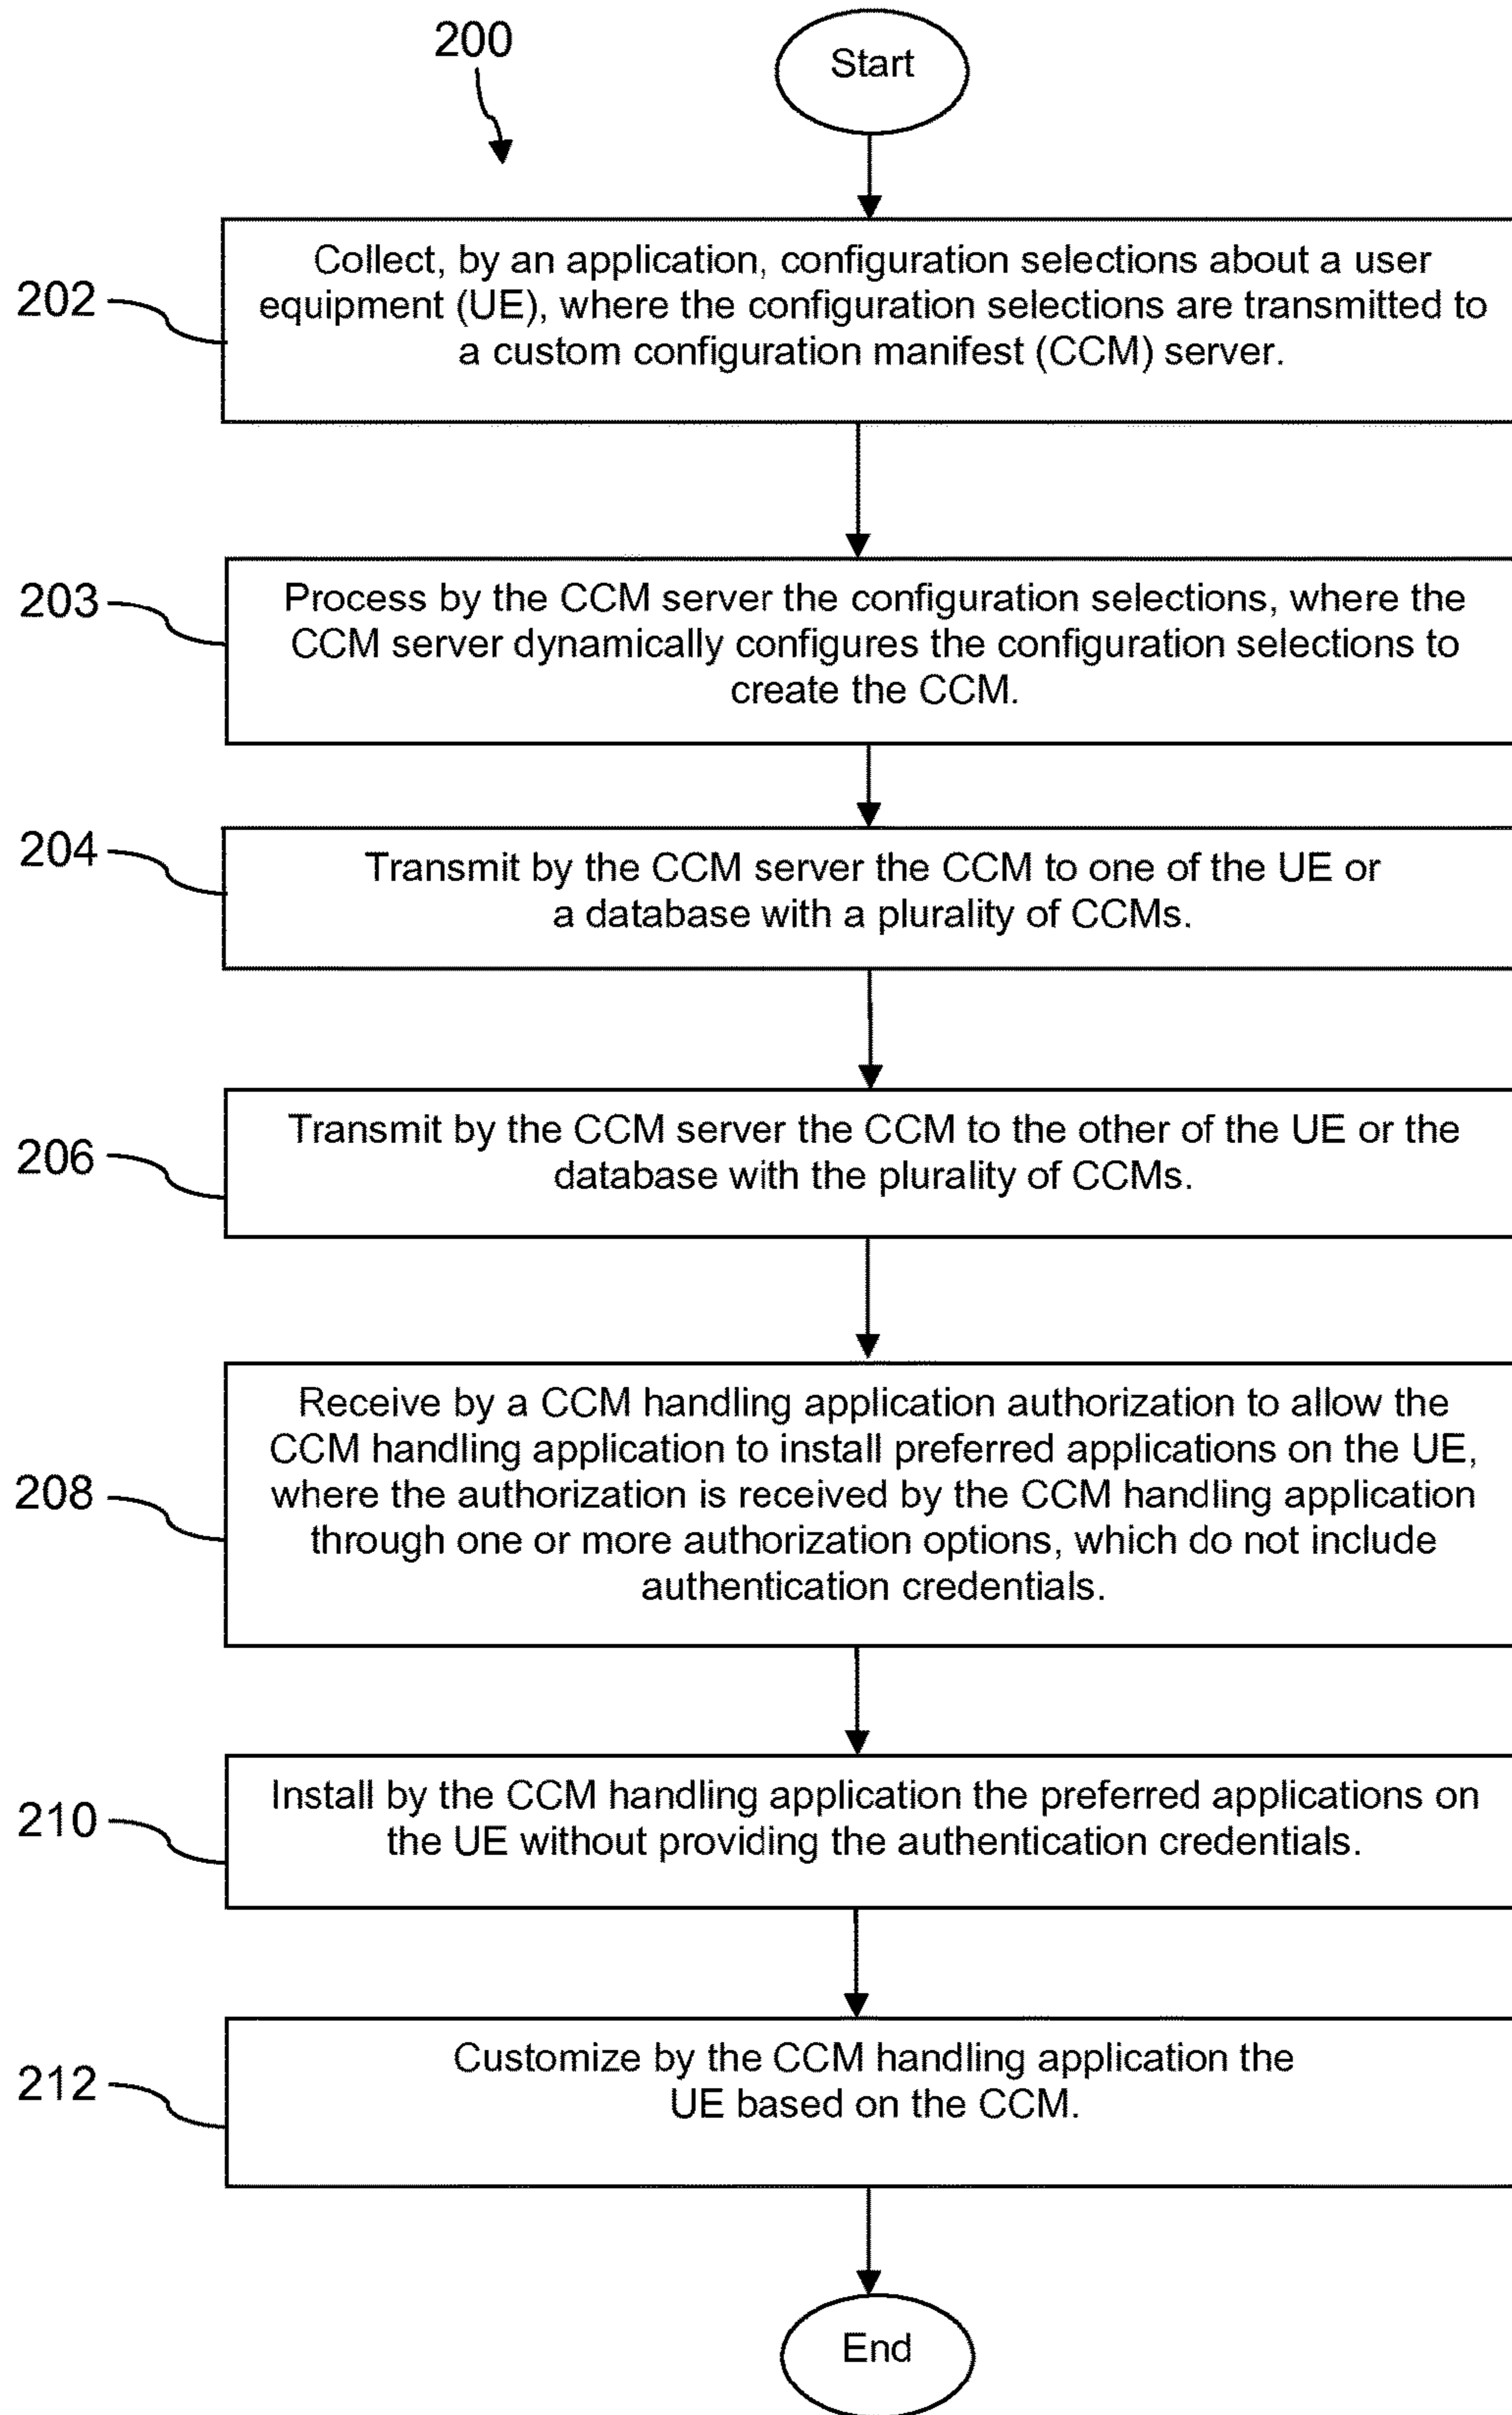 200
Start
202
Collect, by an application, configuration selections about a user
equipment (UE), where the configuration selections are transmitted to
a custom configuration manifest (CCM) server.
203
Process by the CCM server the configuration selections, where the
CCM server dynamically configures the configuration selections to
create the CCM.
204
Transmit by the CCM server the CCM to one of the UE or
a database with a plurality of CCMs.
206
Transmit by the CCM server the CCM to the other of the UE or the
database with the plurality of CCMs.
208
Receive by a CCM handling application authorization to allow the
CCM handling application to install preferred applications on the UE,
where the authorization is received by the CCM handling application
through one or more authorization options, which do not include
authentication credentials.
210
Install by the CCM handling application the preferred applications on
the UE without providing the authentication credentials.
212
Customize by the CCM handling application the
UE based on the CCM.
End